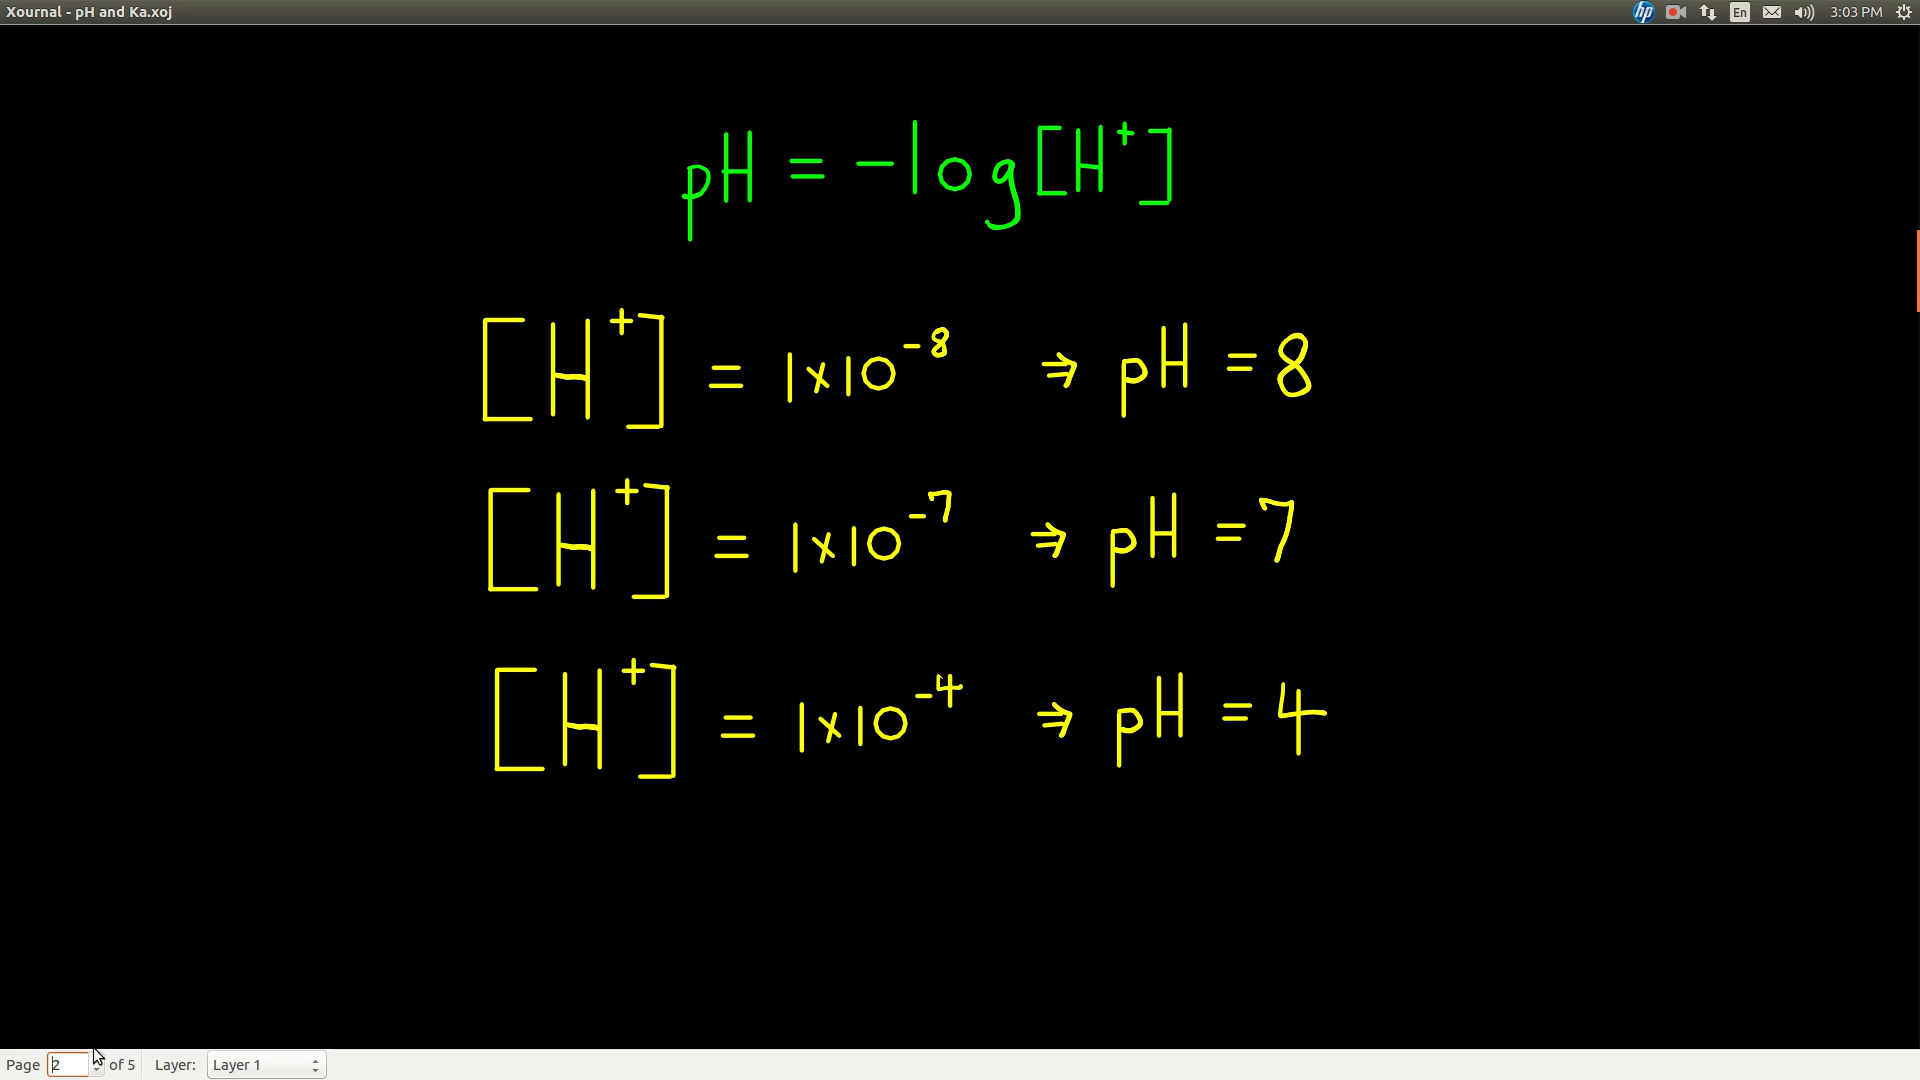 Xournal - pH and Ka.xoj
hp En 3:03 PM
pH = -log[H⁺]
[H⁺] = 1x10⁻⁸ ⇒ pH = 8
[H⁺] = 1x10⁻⁷ ⇒ pH = 7
[H⁺] = 1x10⁻⁴ ⇒ pH = 4
Page 2 of 5 Layer: Layer 1